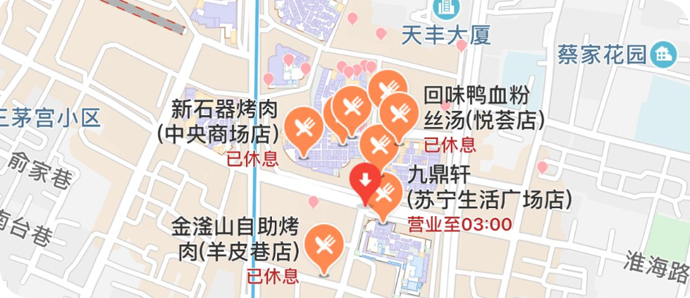 天丰大厦
蔡家花园
三茅宫小区
新石器烤肉
(中央商场店)
已休息
回味鸭血粉
丝汤(悦荟店)
已休息
俞家巷
南台巷
九鼎轩
(苏宁生活广场店)
营业至03:00
金滏山自助烤
肉(羊皮巷店)
已休息
淮海路